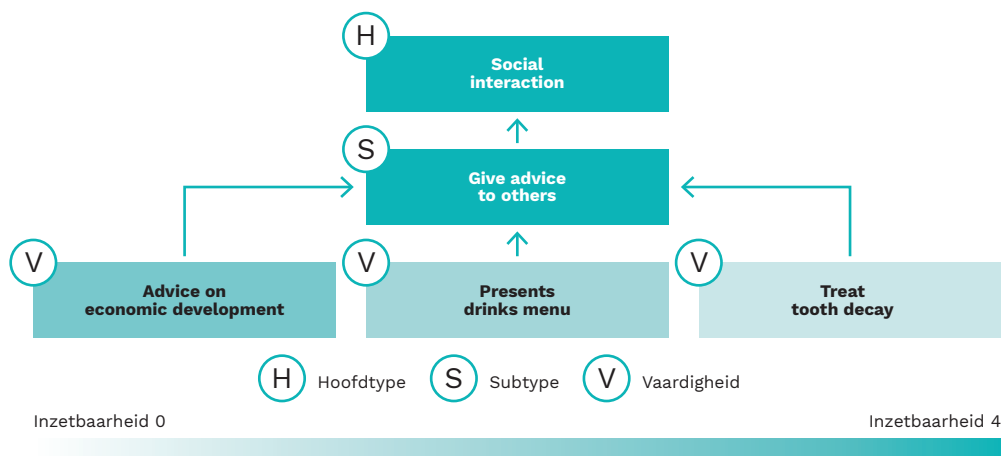 H
Social
interaction
S
Give advice
to others
V
Advice on
economic development
V
Presents
drinks menu
V
Treat
tooth decay
H Hoofdtype S Subtype V Vaardigheid
Inzetbaarheid 0 Inzetbaarheid 4